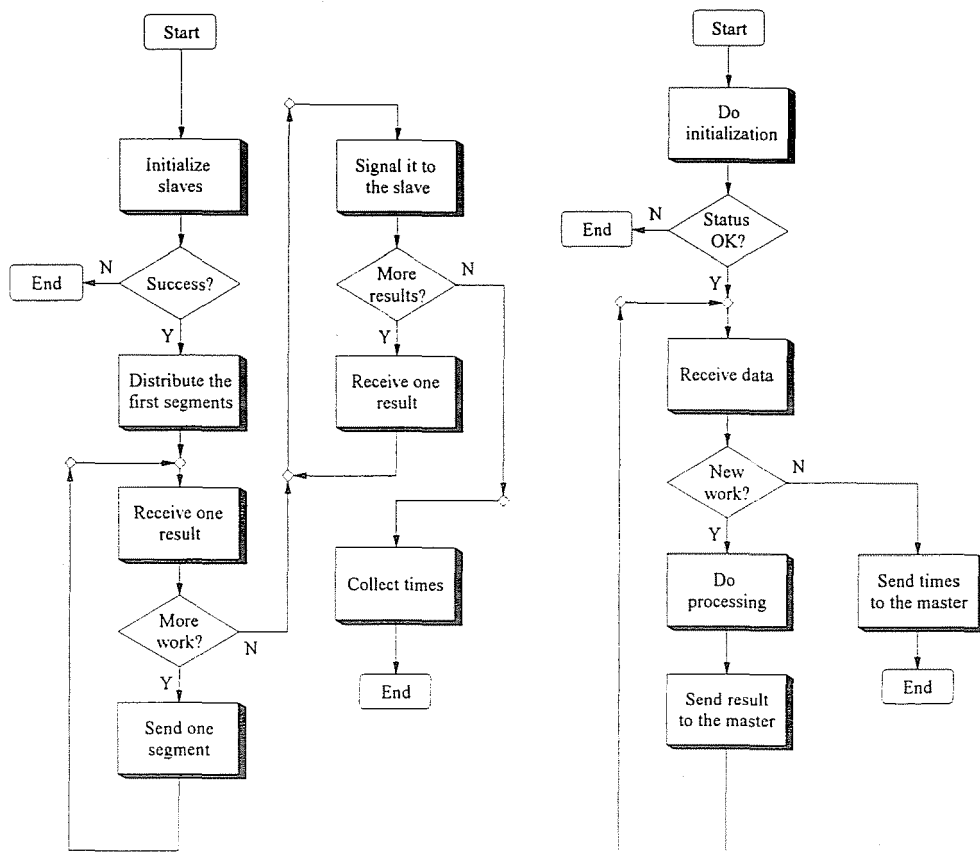 Start
Initialize
slaves
Success?
N
End
Y
Distribute the
first segments
Receive one
result
More
work?
N
Y
Send one
segment
Signal it to
the slave
More
results?
N
Y
Receive one
result
Collect times
End
Start
Do
initialization
Status
OK?
N
End
Y
Receive data
New
work?
N
Y
Do
processing
Send result
to the master
Send times
to the master
End